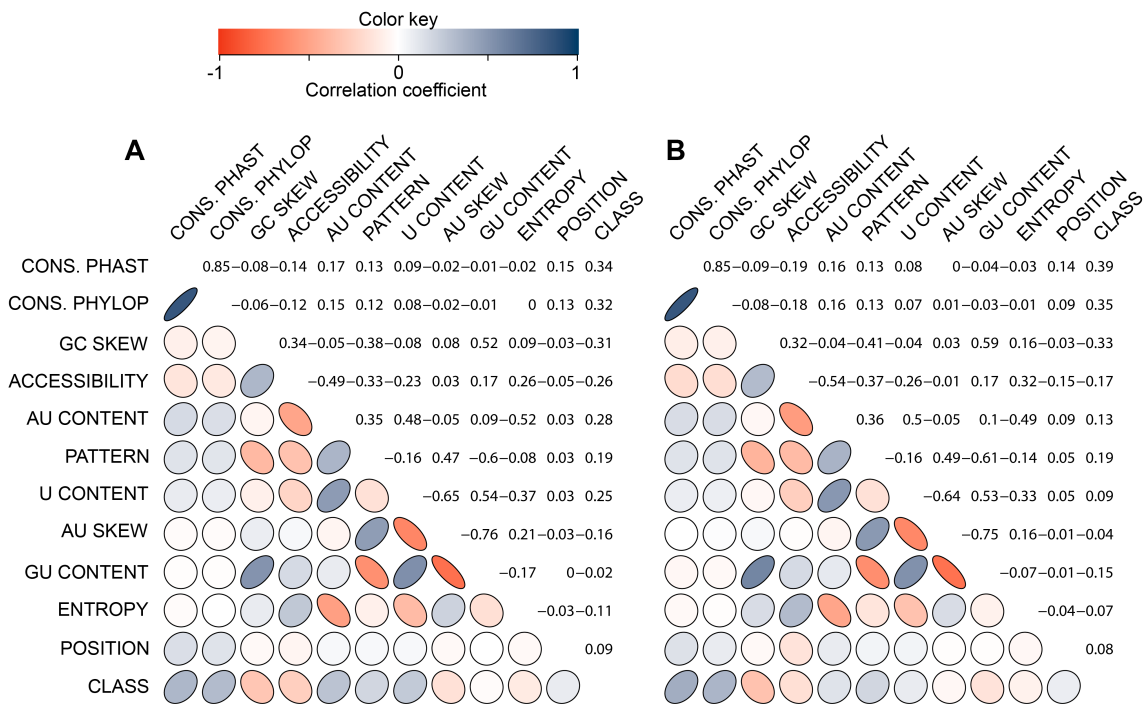 Color key
-1 0 1
Correlation coefficient
A B
CONS. PHAST CONS. PHYLOP GC SKEW ACCESSIBILITY AU CONTENT PATTERN U CONTENT AU SKEW GU CONTENT ENTROPY POSITION CLASS
CONS. PHAST CONS. PHYLOP GC SKEW ACCESSIBILITY AU CONTENT PATTERN U CONTENT AU SKEW GU CONTENT ENTROPY POSITION CLASS
CONS. PHAST 0.85 −0.08 −0.14 0.17 0.13 0.09 −0.02 −0.01 −0.02 0.15 0.34 0.85 −0.09 −0.19 0.16 0.13 0.08 0 −0.04 −0.03 0.14 0.39
CONS. PHYLOP −0.06 −0.12 0.15 0.12 0.08 −0.02 −0.01 0 0.13 0.32 −0.08 −0.18 0.16 0.13 0.07 0.01 −0.03 −0.01 0.09 0.35
GC SKEW 0.34 −0.05 −0.38 −0.08 0.08 0.52 0.09 −0.03 −0.31 0.32 −0.04 −0.41 −0.04 0.03 0.59 0.16 −0.03 −0.33
ACCESSIBILITY −0.49 −0.33 −0.23 0.03 0.17 0.26 −0.05 −0.26 −0.54 −0.37 −0.26 −0.01 0.17 0.32 −0.15 −0.17
AU CONTENT 0.35 0.48 −0.05 0.09 −0.52 0.03 0.28 0.36 0.5 −0.05 0.1 −0.49 0.09 0.13
PATTERN −0.16 0.47 −0.6 −0.08 0.03 0.19 −0.16 0.49 −0.61 −0.14 0.05 0.19
U CONTENT −0.65 0.54 −0.37 0.03 0.25 −0.64 0.53 −0.33 0.05 0.09
AU SKEW −0.76 0.21 −0.03 −0.16 −0.75 0.16 −0.01 −0.04
GU CONTENT −0.17 0 −0.02 −0.07 −0.01 −0.15
ENTROPY −0.03 −0.11 −0.04 −0.07
POSITION 0.09 0.08
CLASS